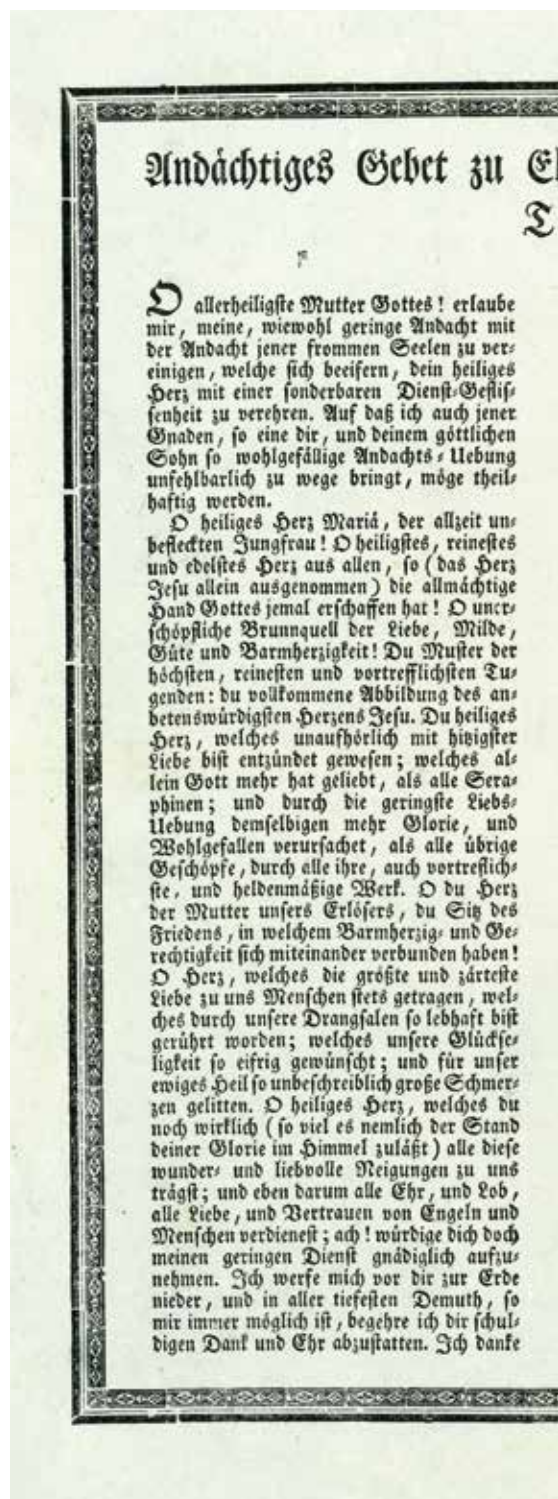 Andächtiges Gebet zu
O allerheiligste Mutter Gottes! erlaube
mir, meine, wiewohl geringe Andacht mit
der Andacht jener frommen Seelen zu ver-
einigen, welche sich beeifern, dein heiliges
Herz mit einer sonderbaren Dienst-Geflis-
senheit zu verehren. Auf daß ich auch jener
Gnaden, so eine dir, und deinem göttlichen
Sohn so wohlgefällige Andachts-Uebung
unfehlbarlich zu wege bringt, möge theil-
haftig werden.
O heiliges Herz Mariä, der allzeit un-
befleckten Jungfrau! O heiligstes, reinestes
und edelstes Herz aus allen, so (das Herz
Jesu allein ausgenommen) die allmächtige
Hand Gottes jemal erschaffen hat! O uner-
schöpfliche Brunnquell der Liebe, Milde,
Güte und Barmherzigkeit! Du Muster der
höchsten, reinesten und vortrefflichsten Tu-
genden: du vollkommene Abbildung des an-
betenswürdigsten Herzens Jesu. Du heiliges
Herz, welches unaufhörlich mit hitzigster
Liebe bist entzündet gewesen; welches al-
lein Gott mehr hat geliebt, als alle Sera-
phinen; und durch die geringste Liebs-
Uebung demselbigen mehr Glorie, und
Wohlgefallen verursachet, als alle übrige
Geschöpfe, durch alle ihre, auch vortreflich-
ste, und heldenmäßige Werk. O du Herz
der Mutter unsers Erlösers, du Sitz des
Friedens, in welchem Barmherzig- und Ge-
rechtigkeit sich miteinander verbunden haben!
O Herz, welches die größte und zärteste
Liebe zu uns Menschen stets getragen, wel-
ches durch unsere Drangsalen so lebhaft bist
gerührt worden; welches unsere Glückse-
ligkeit so eifrig gewünscht; und für unser
ewiges Heil so unbeschreiblich große Schmer-
zen gelitten. O heiliges Herz, welches du
noch wirklich (so viel es nemlich der Stand
deiner Glorie im Himmel zuläßt) alle diese
wunder- und liebvolle Neigungen zu uns
trägst; und eben darum alle Ehr, und Lob,
alle Liebe, und Vertrauen von Engeln und
Menschen verdienest; ach! würdige dich doch
meinen geringen Dienst gnädiglich aufzu-
nehmen. Ich werfe mich vor dir zur Erde
nieder, und in aller tiefesten Demuth, so
mir immer möglich ist, begehre ich dir schul-
digen Dank und Ehr abzustatten. Ich danke